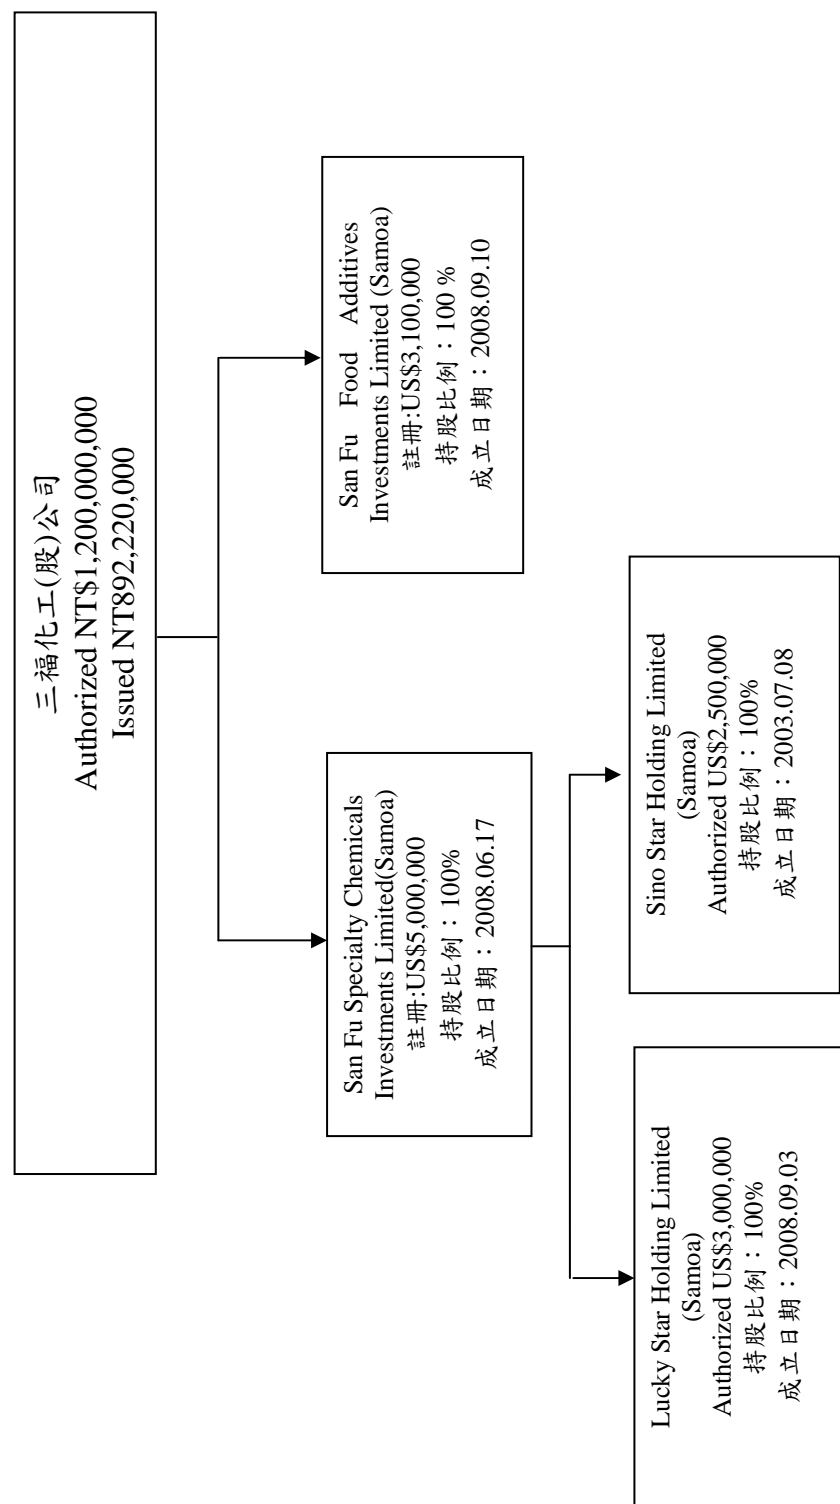 三福化工(股)公司
Authorized NT$1,200,000,000
Issued NT892,220,000
San Fu Specialty Chemicals
Investments Limited(Samoa)
註冊:US$5,000,000
持股比例：100%
成立日期：2008.06.17
San Fu Food Additives
Investments Limited (Samoa)
註冊:US$3,100,000
持股比例：100 %
成立日期：2008.09.10
Lucky Star Holding Limited
(Samoa)
Authorized US$3,000,000
持股比例：100%
成立日期：2008.09.03
Sino Star Holding Limited
(Samoa)
Authorized US$2,500,000
持股比例：100%
成立日期：2003.07.08